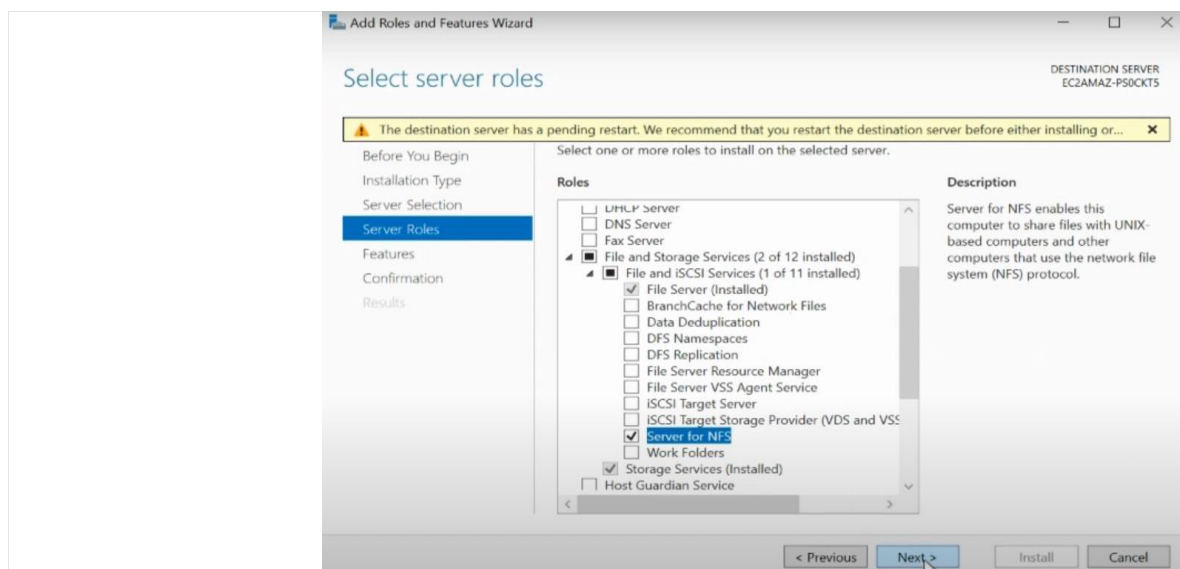 Add Roles and Features Wizard
Select server roles
DESTINATION SERVER
EC2AMAZ-PS0CKT5
The destination server has a pending restart. We recommend that you restart the destination server before either installing or...
Before You Begin
Installation Type
Server Selection
Server Roles
Features
Confirmation
Results
Select one or more roles to install on the selected server.
Roles
DHCP Server
DNS Server
Fax Server
File and Storage Services (2 of 12 installed)
File and iSCSI Services (1 of 11 installed)
File Server (Installed)
BranchCache for Network Files
Data Deduplication
DFS Namespaces
DFS Replication
File Server Resource Manager
File Server VSS Agent Service
iSCSI Target Server
iSCSI Target Storage Provider (VDS and VSS
Server for NFS
Work Folders
Storage Services (Installed)
Host Guardian Service
Description
Server for NFS enables this
computer to share files with UNIX-
based computers and other
computers that use the network file
system (NFS) protocol.
< Previous
Next >
Install
Cancel